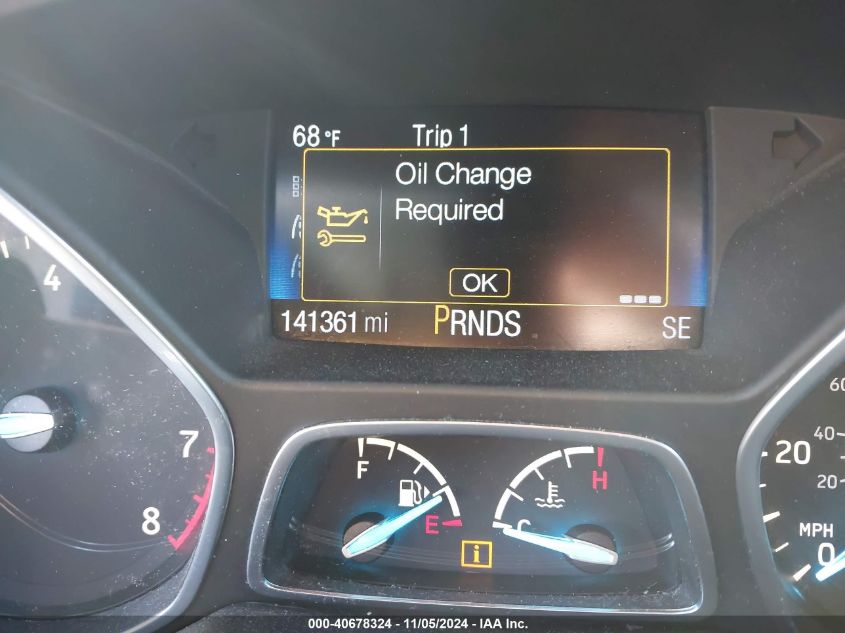 68 °F Trip 1
Oil Change
Required
OK
141361 mi PRNDS SE
4
7
8
F
E
H
C
i
60
40
20
20
MPH
0
000-40678324 - 11/05/2024 - IAA Inc.